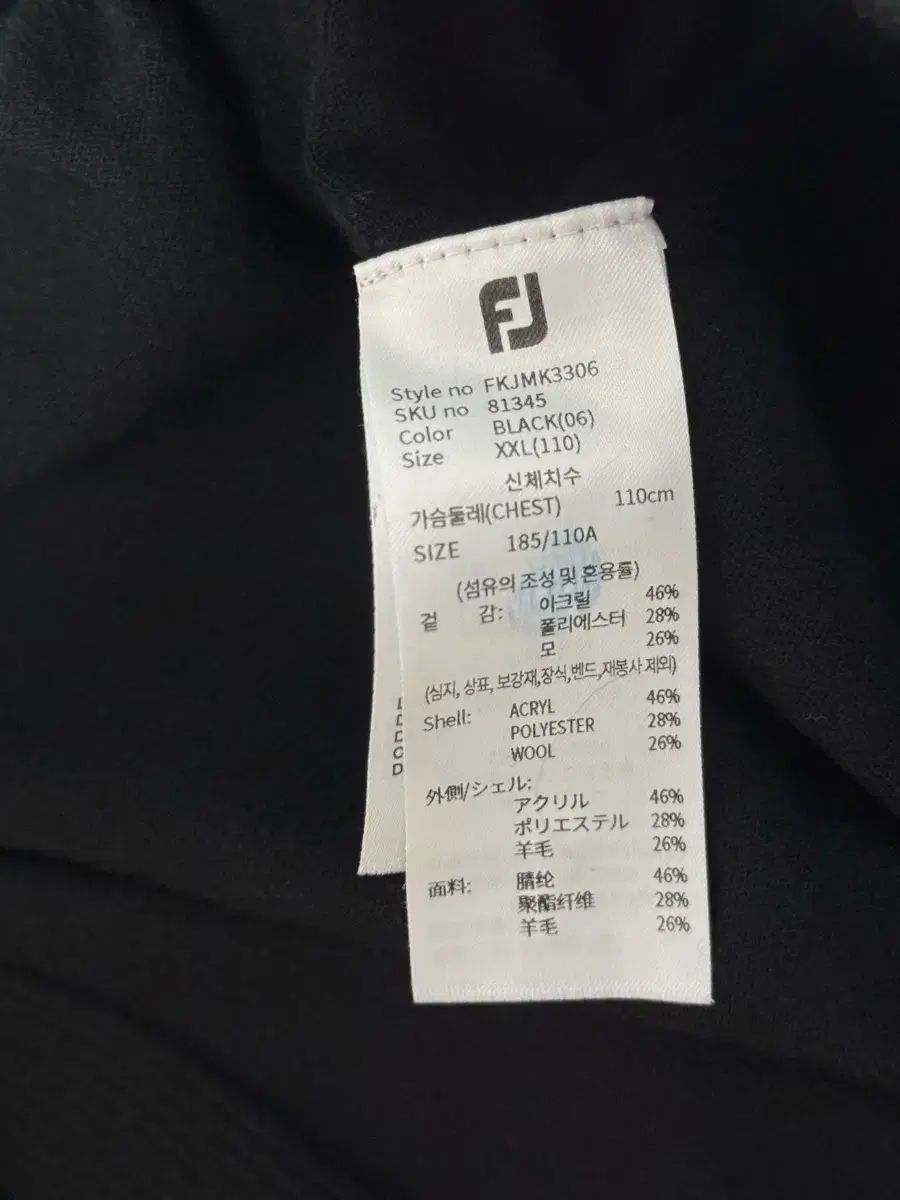 FJ
Style no FKJMK3306
SKU no 81345
Color BLACK(06)
Size XXL(110)
신체치수
가슴둘레(CHEST) 110cm
SIZE 185/110A
(섬유의 조성 및 혼용률)
겉 감: 아크릴 46%
폴리에스터 28%
모 26%
(심지, 상표, 보강재,장식,벤드,재봉사 제외)
Shell: ACRYL 46%
POLYESTER 28%
WOOL 26%
外側/シェル:
アクリル 46%
ポリエステル 28%
羊毛 26%
面料: 腈纶 46%
聚酯纤维 28%
羊毛 26%